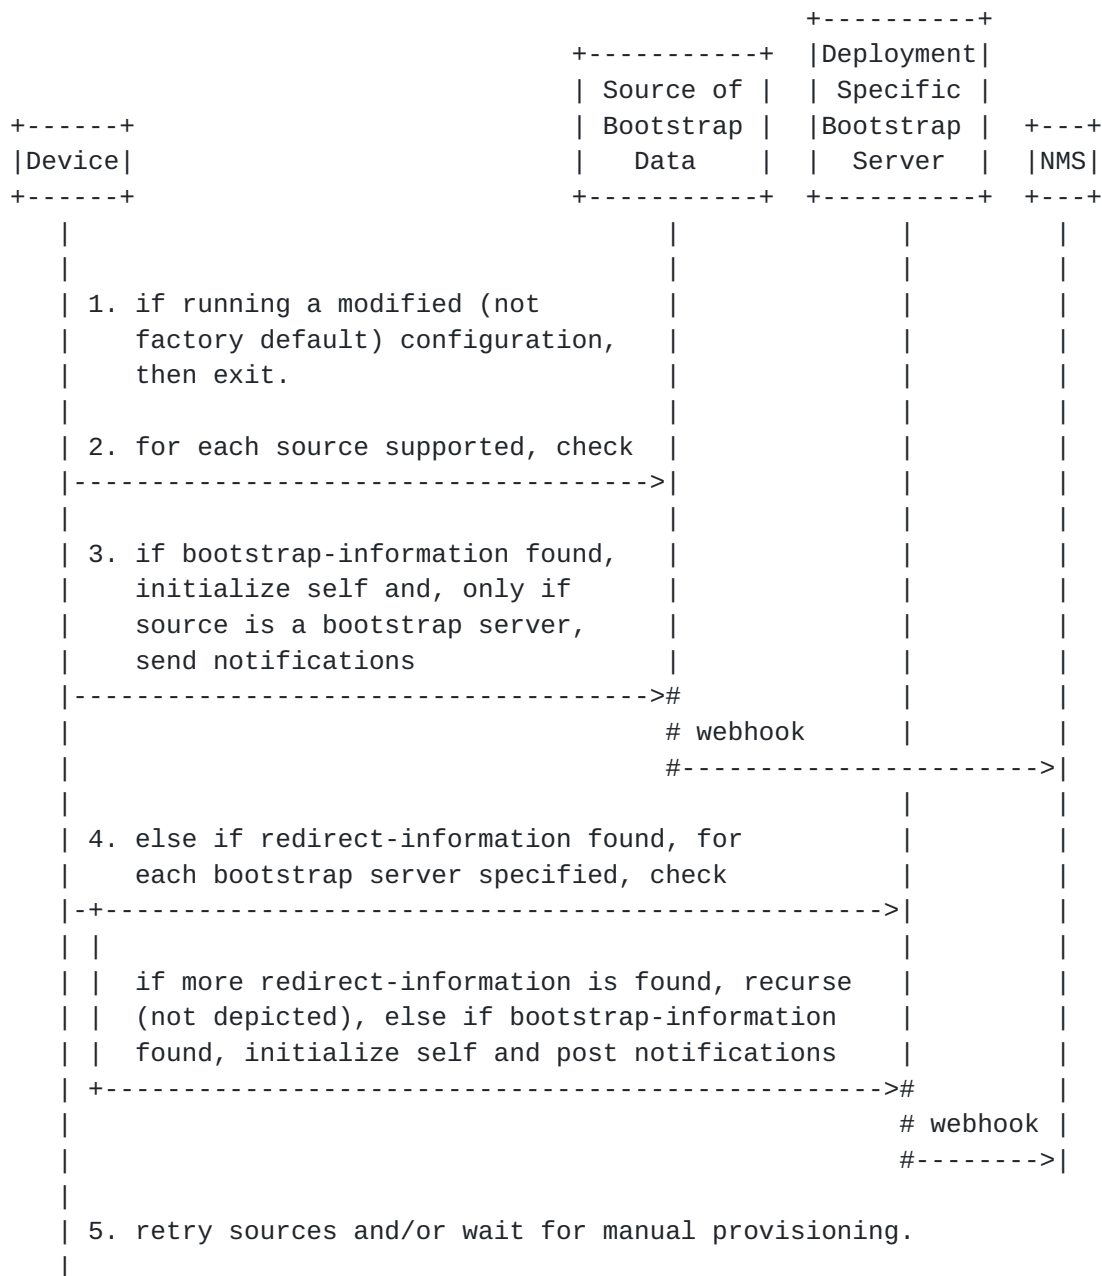 +----------+
                                    +-----------+  |Deployment|
                                    | Source of |  | Specific |
+------+                            | Bootstrap |  |Bootstrap |  +---+
|Device|                            |   Data    |  |  Server  |  |NMS|
+------+                            +-----------+  +----------+  +---+
   |                                      |              |         |
   |                                      |              |         |
   | 1. if running a modified (not        |              |         |
   |    factory default) configuration,   |              |         |
   |    then exit.                        |              |         |
   |                                      |              |         |
   | 2. for each source supported, check  |              |         |
   |------------------------------------->|              |         |
   |                                      |              |         |
   | 3. if bootstrap-information found,   |              |         |
   |    initialize self and, only if      |              |         |
   |    source is a bootstrap server,     |              |         |
   |    send notifications                |              |         |
   |------------------------------------->#              |         |
   |                                      # webhook      |         |
   |                                      #----------------------->|
   |                                                     |         |
   | 4. else if redirect-information found, for          |         |
   |    each bootstrap server specified, check           |         |
   |-+-------------------------------------------------->|         |
   | |                                                   |         |
   | |  if more redirect-information is found, recurse   |         |
   | |  (not depicted), else if bootstrap-information    |         |
   | |  found, initialize self and post notifications    |         |
   | +-------------------------------------------------->#         |
   |                                                     # webhook |
   |                                                     #-------->|
   |
   | 5. retry sources and/or wait for manual provisioning.
   |